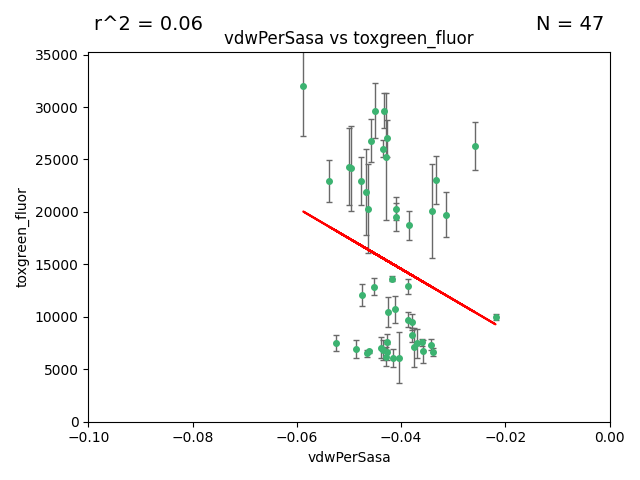 r^2 = 0.06
N = 47
vdwPerSasa vs toxgreen_fluor
35000
30000
25000
20000
15000
10000
5000
0
toxgreen_fluor
−0.10
−0.08
−0.06
−0.04
−0.02
0.00
vdwPerSasa